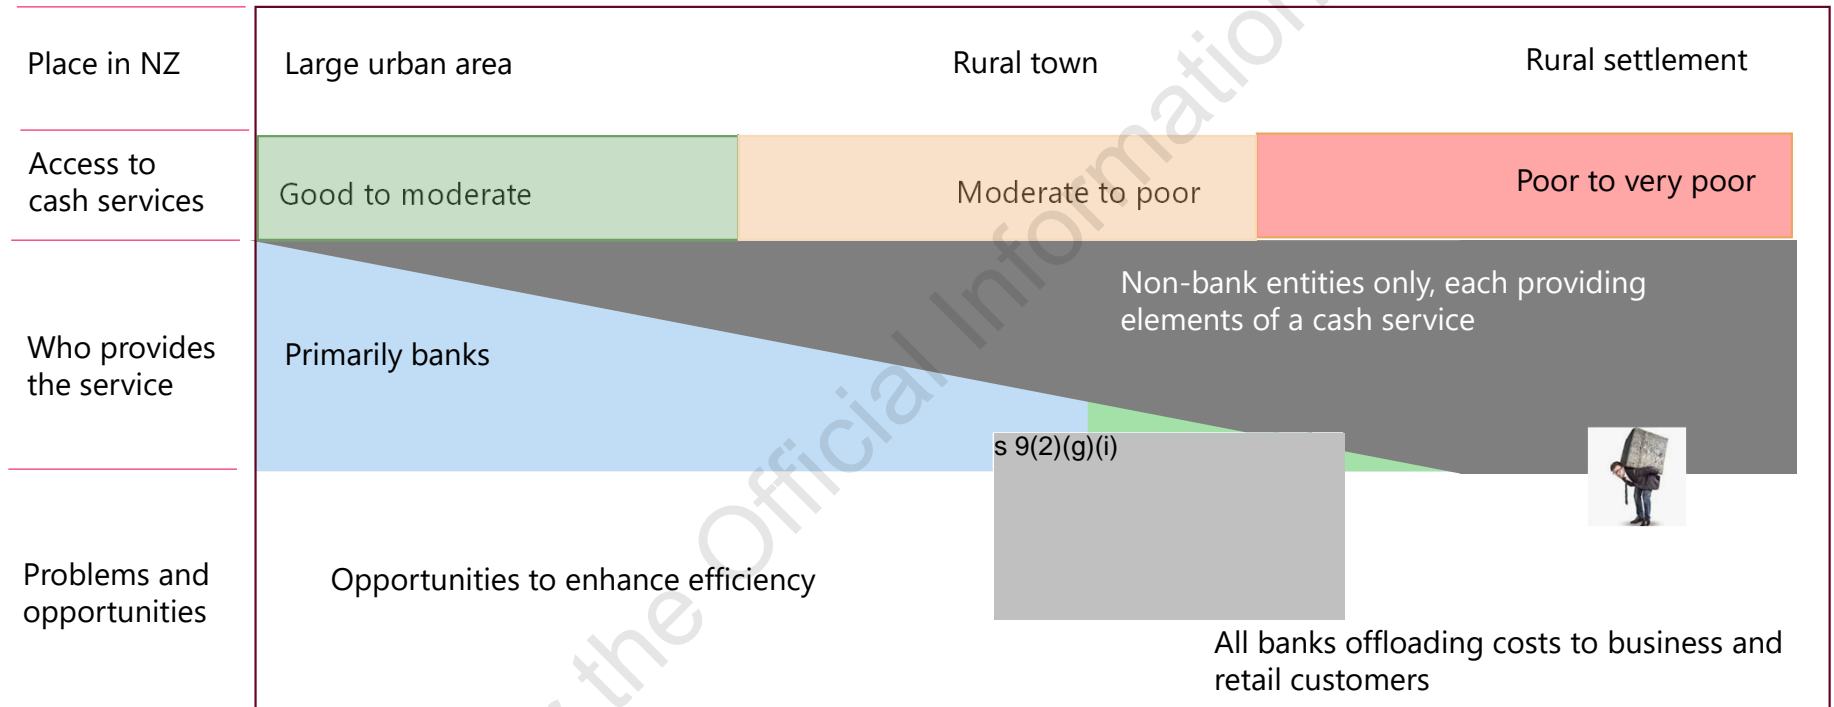 Place in NZ
Large urban area
Rural town
Rural settlement
Access to
cash services
Good to moderate
Moderate to poor
Poor to very poor
Who provides
the service
Primarily banks
Non-bank entities only, each providing
elements of a cash service
s 9(2)(g)(i)
Problems and
opportunities
Opportunities to enhance efficiency
All banks offloading costs to business and
retail customers
the Official Information